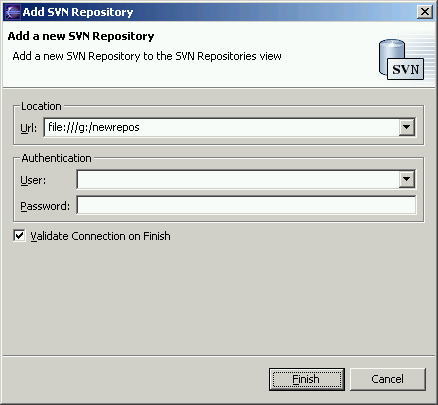 Add SVN Repository
Add a new SVN Repository
Add a new SVN Repository to the SVN Repositories view
SVN
Location
Url: file:///g:/newrepos
Authentication
User:
Password:
Validate Connection on Finish
Finish Cancel